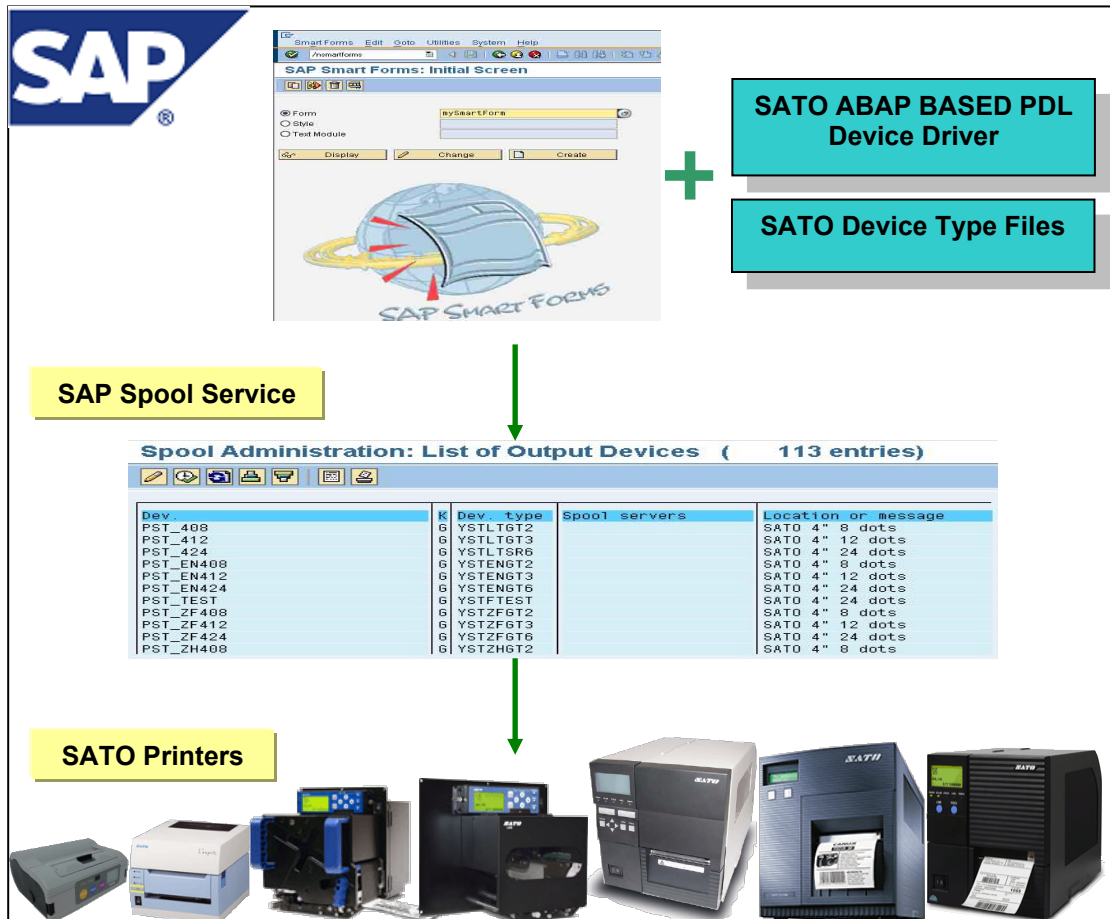 SAP
®
SmartForms Edit Goto Utilities System Help
/nsmartforms
SAP Smart Forms: Initial Screen
Form mySmartForm
Style
Text Module
Display Change Create
SAP SMART FORMS
SATO ABAP BASED PDL
Device Driver
SATO Device Type Files
SAP Spool Service
Spool Administration: List of Output Devices ( 113 entries)
Dev. K Dev. type Spool servers Location or message
PST_408 G YSTLTGT2 SATO 4" 8 dots
PST_412 G YSTLTGT3 SATO 4" 12 dots
PST_424 G YSTLTSR6 SATO 4" 24 dots
PST_EN408 G YSTENGT2 SATO 4" 8 dots
PST_EN412 G YSTENGT3 SATO 4" 12 dots
PST_EN424 G YSTENGT6 SATO 4" 24 dots
PST_TEST G YSTFTEST SATO 4" 24 dots
PST_ZF408 G YSTZFGT2 SATO 4" 8 dots
PST_ZF412 G YSTZFGT3 SATO 4" 12 dots
PST_ZF424 G YSTZFGT6 SATO 4" 24 dots
PST_ZH408 G YSTZHGT2 SATO 4" 8 dots
SATO Printers
SATO
SATO
SATO
SATO